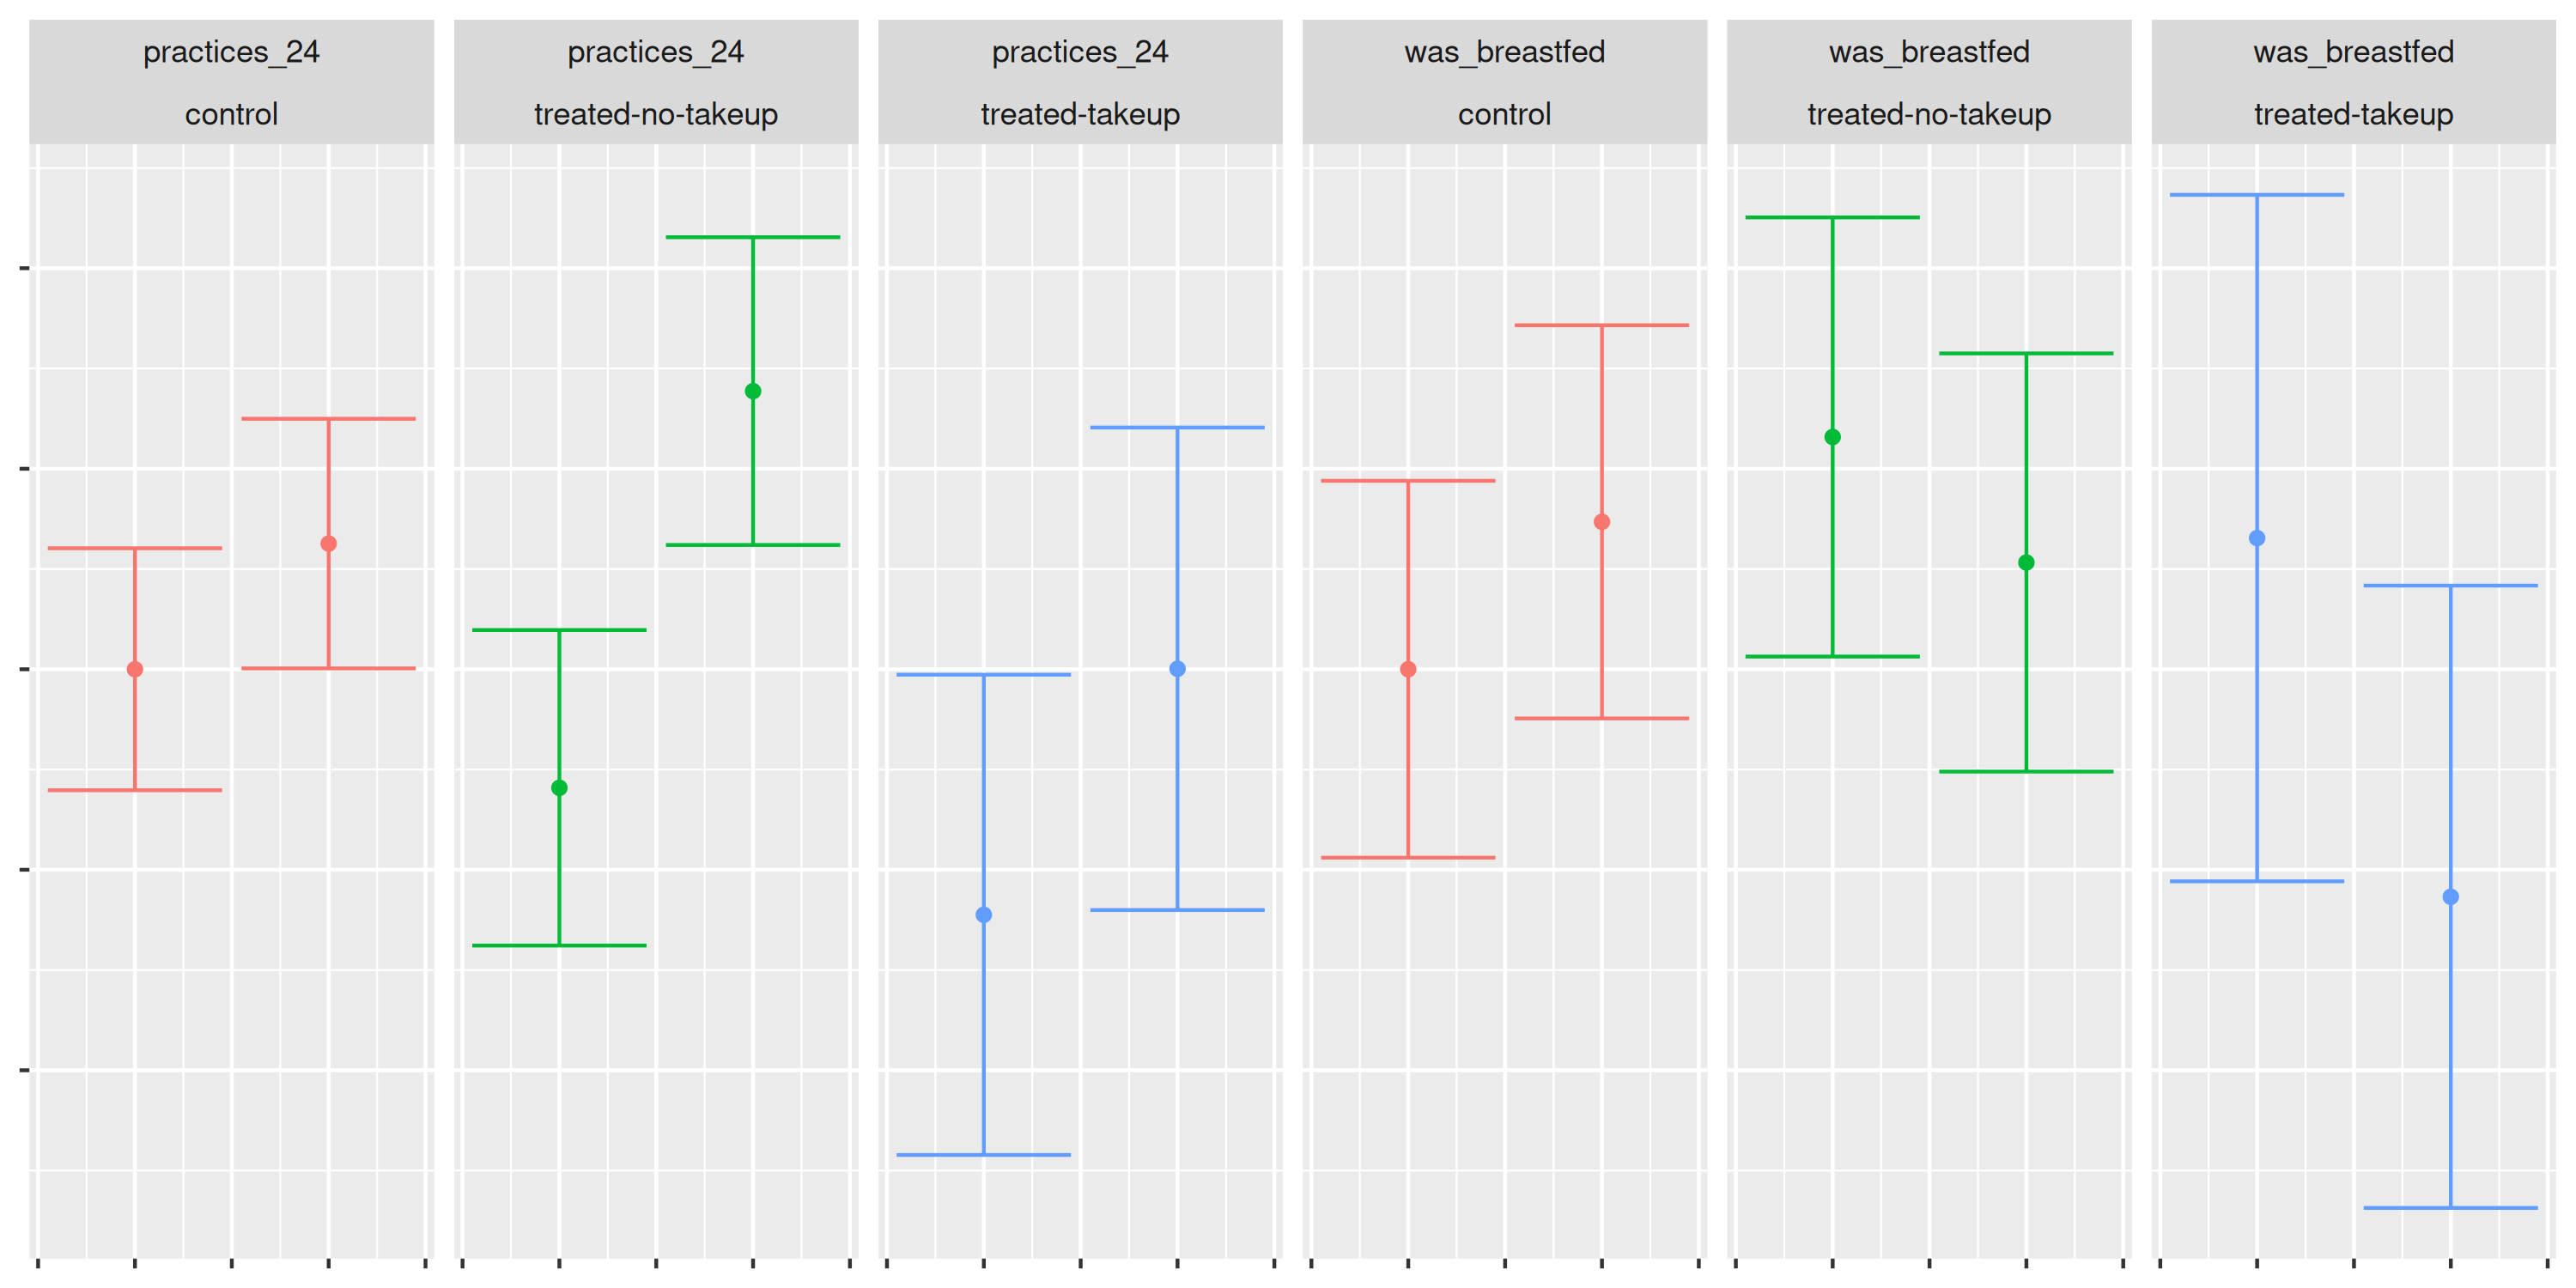 practices_24
control
practices_24
treated-no-takeup
practices_24
treated-takeup
was_breastfed
control
was_breastfed
treated-no-takeup
was_breastfed
treated-takeup